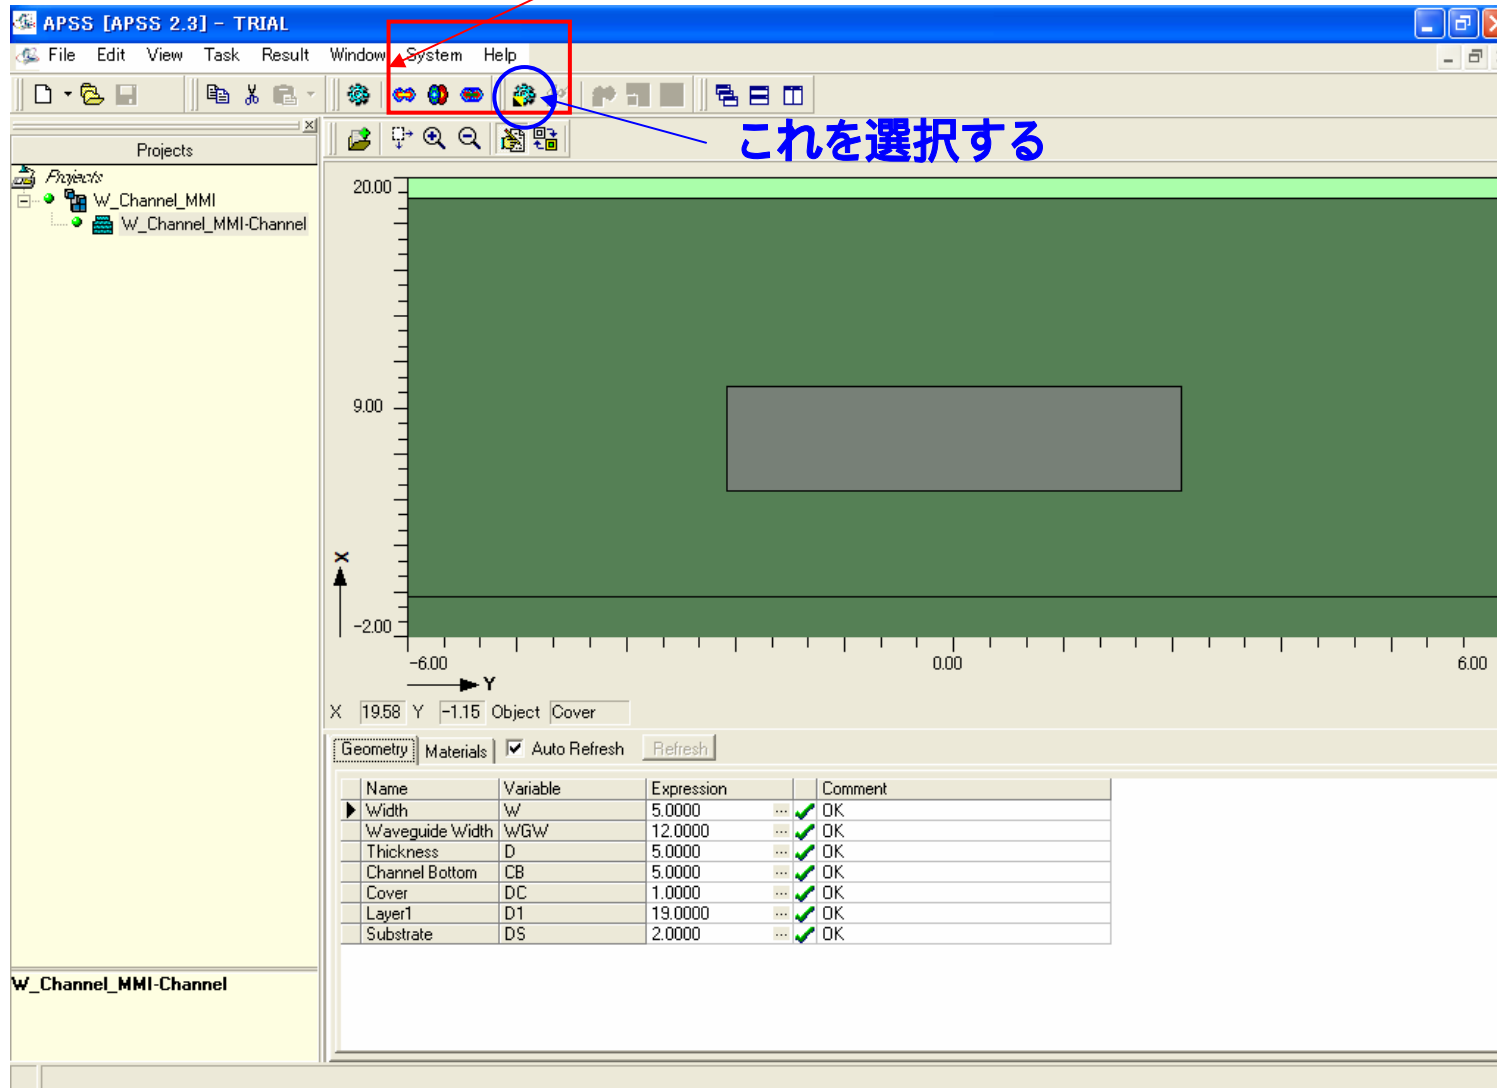 APSS [APSS 2.3] - TRIAL
File Edit View Task Result Window System Help
これを選択する
Projects
Projects
W_Channel_MMI
W_Channel_MMI-Channel
20.00
9.00
-2.00
X
-6.00 0.00 6.00
Y
X 19.58 Y -1.15 Object Cover
Geometry Materials Auto Refresh Refresh
Name Variable Expression Comment
Width W 5.0000 ... OK
Waveguide Width WGW 12.0000 ... OK
Thickness D 5.0000 ... OK
Channel Bottom CB 5.0000 ... OK
Cover DC 1.0000 ... OK
Layer1 D1 19.0000 ... OK
Substrate DS 2.0000 ... OK
W_Channel_MMI-Channel